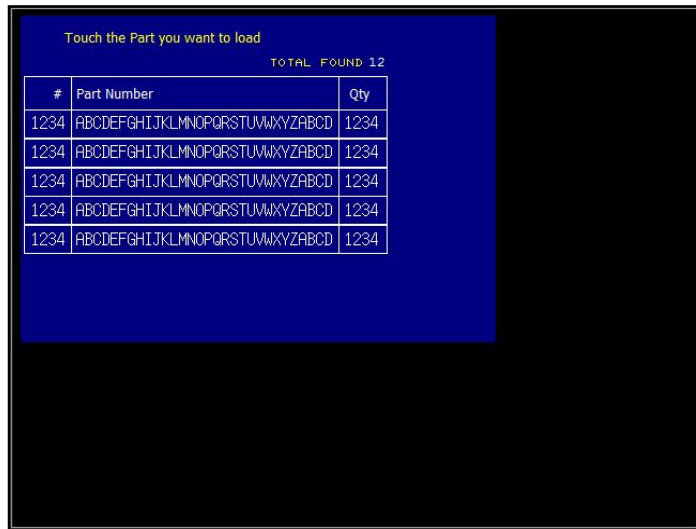 Touch the Part you want to load
TOTAL FOUND 12
# Part Number Qty
1234 ABCDEFGHIJKLMNOPQRSTUVWXYZABCD 1234
1234 ABCDEFGHIJKLMNOPQRSTUVWXYZABCD 1234
1234 ABCDEFGHIJKLMNOPQRSTUVWXYZABCD 1234
1234 ABCDEFGHIJKLMNOPQRSTUVWXYZABCD 1234
1234 ABCDEFGHIJKLMNOPQRSTUVWXYZABCD 1234